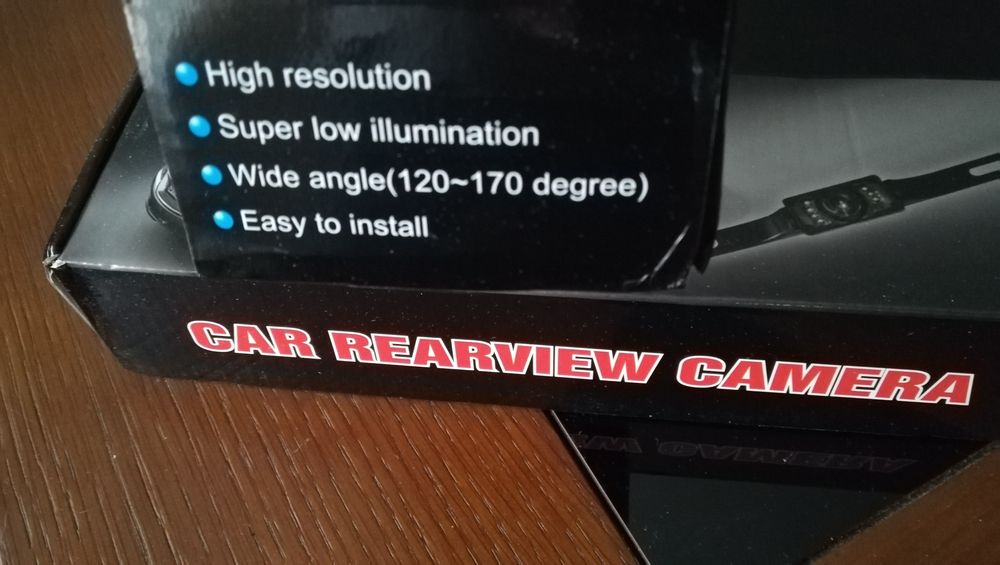 High resolution
Super low illumination
Wide angle(120~170 degree)
Easy to install
CAR REARVIEW CAMERA